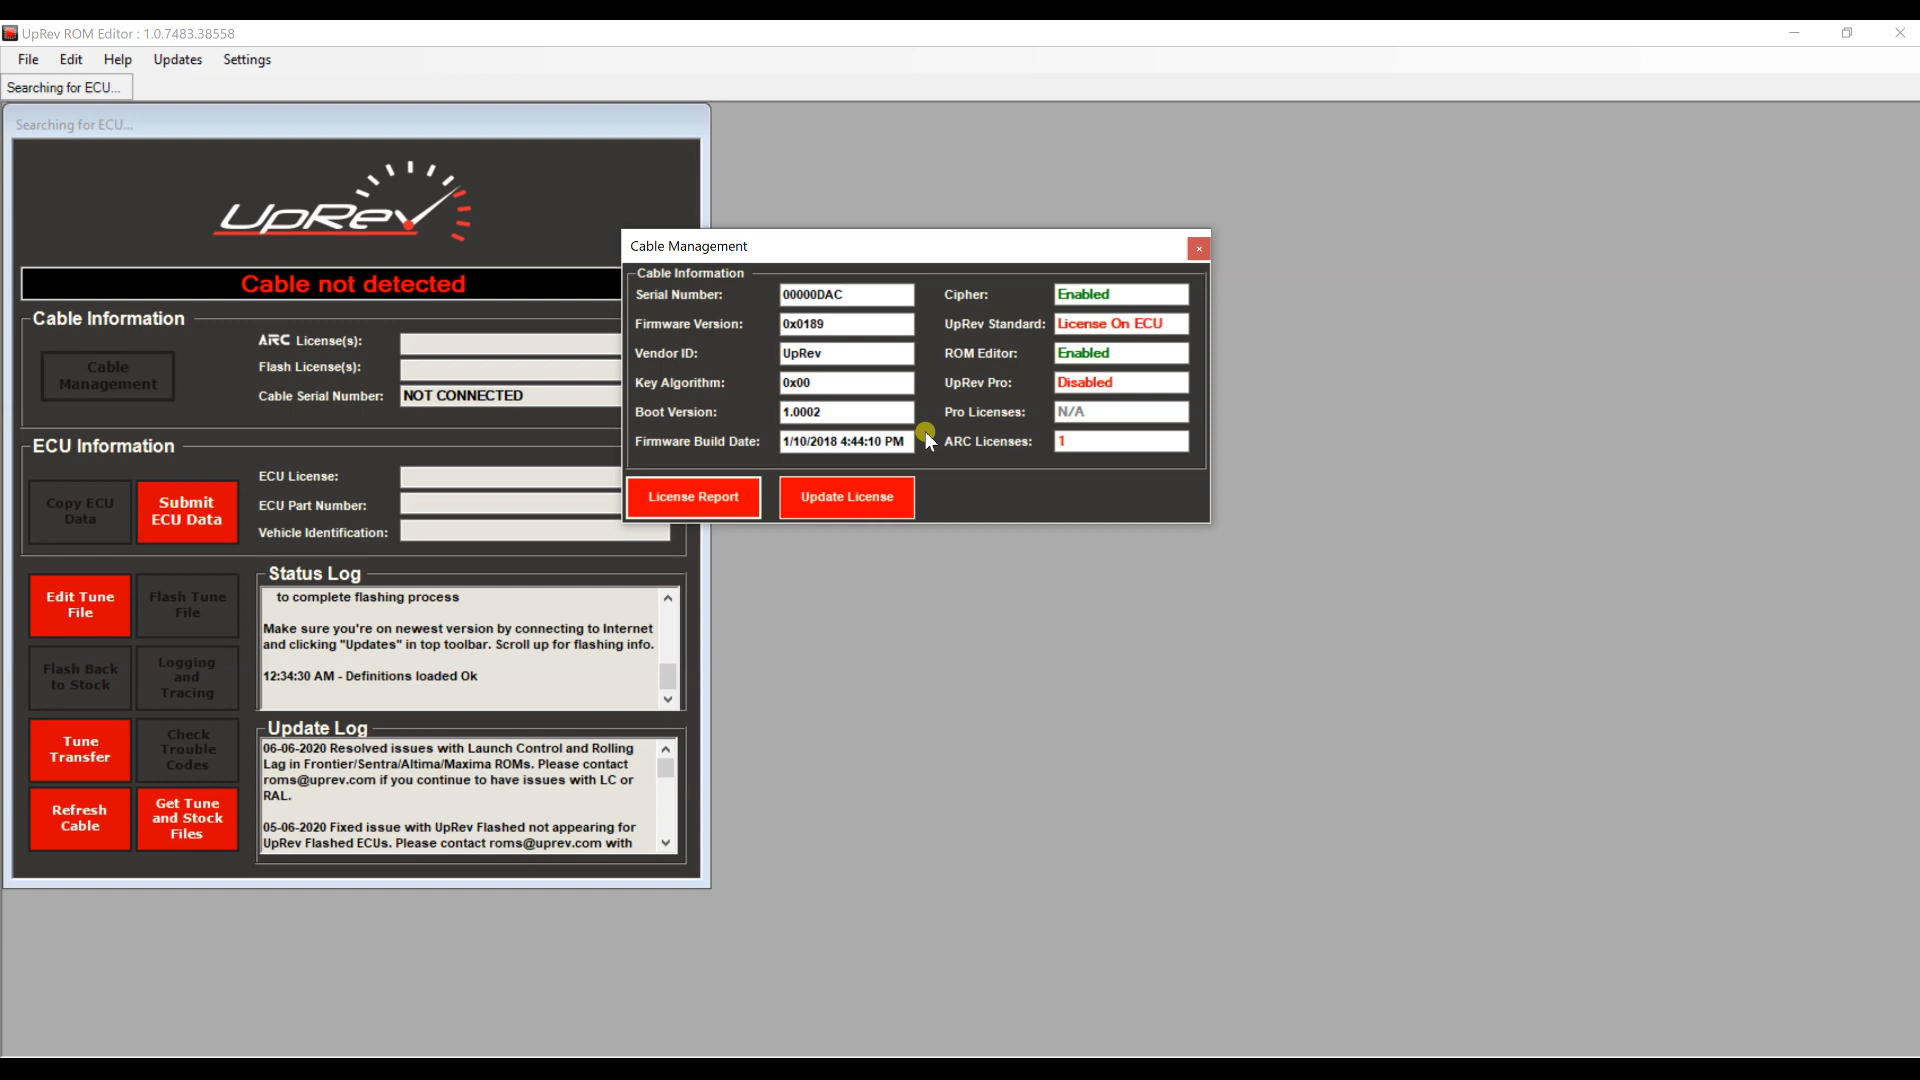 UpRev ROM Editor : 1.0.7483.38558
File Edit Help Updates Settings
Searching for ECU...
Searching for ECU...
UpRev
Cable not detected
Cable Information
Cable
Management
ARC License(s):
Flash License(s):
Cable Serial Number: NOT CONNECTED
ECU Information
Copy ECU
Data
Submit
ECU Data
ECU License:
ECU Part Number:
Vehicle Identification:
Edit Tune
File
Flash Tune
File
Flash Back
to Stock
Logging
and
Tracing
Tune
Transfer
Check
Trouble
Codes
Refresh
Cable
Get Tune
and Stock
Files
Status Log
to complete flashing process
Make sure you're on newest version by connecting to Internet
and clicking "Updates" in top toolbar. Scroll up for flashing info.
12:34:30 AM - Definitions loaded Ok
Update Log
06-06-2020 Resolved issues with Launch Control and Rolling
Lag in Frontier/Sentra/Altima/Maxima ROMs. Please contact
roms@uprev.com if you continue to have issues with LC or
RAL.
05-06-2020 Fixed issue with UpRev Flashed not appearing for
UpRev Flashed ECUs. Please contact roms@uprev.com with
Cable Management
Cable Information
Serial Number: 00000DAC Cipher: Enabled
Firmware Version: 0x0189 UpRev Standard: License On ECU
Vendor ID: UpRev ROM Editor: Enabled
Key Algorithm: 0x00 UpRev Pro: Disabled
Boot Version: 1.0002 Pro Licenses: N/A
Firmware Build Date: 1/10/2018 4:44:10 PM ARC Licenses: 1
License Report Update License